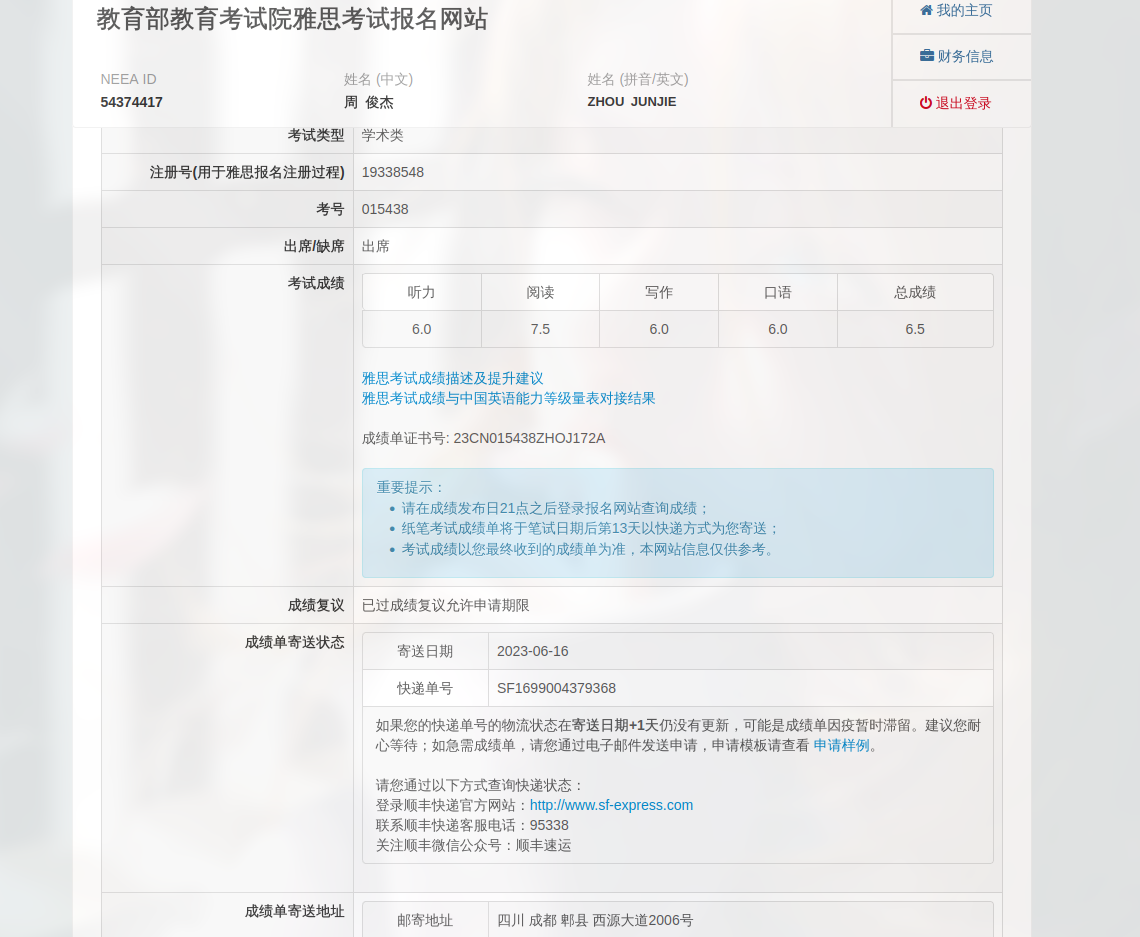 教育部教育考试院雅思考试报名网站
我的主页
财务信息
退出登录
NEEA ID
姓名 (中文)
姓名 (拼音/英文)
54374417
周 俊杰
ZHOU JUNJIE
考试类型 学术类
注册号(用于雅思报名注册过程) 19338548
考号 015438
出席/缺席 出席
考试成绩
听力 阅读 写作 口语 总成绩
6.0 7.5 6.0 6.0 6.5
雅思考试成绩描述及提升建议
雅思考试成绩与中国英语能力等级量表对接结果
成绩单证书号: 23CN015438ZHOJ172A
重要提示：
请在成绩发布日21点之后登录报名网站查询成绩；
纸笔考试成绩单将于笔试日期后第13天以快递方式为您寄送；
考试成绩以您最终收到的成绩单为准，本网站信息仅供参考。
成绩复议 已过成绩复议允许申请期限
成绩单寄送状态
寄送日期 2023-06-16
快递单号 SF1699004379368
如果您的快递单号的物流状态在寄送日期+1天仍没有更新，可能是成绩单因疫暂时滞留。建议您耐
心等待；如急需成绩单，请您通过电子邮件发送申请，申请模板请查看 申请样例。
请您通过以下方式查询快递状态：
登录顺丰快递官方网站：http://www.sf-express.com
联系顺丰快递客服电话：95338
关注顺丰微信公众号：顺丰速运
成绩单寄送地址
邮寄地址 四川 成都 郫县 西源大道2006号